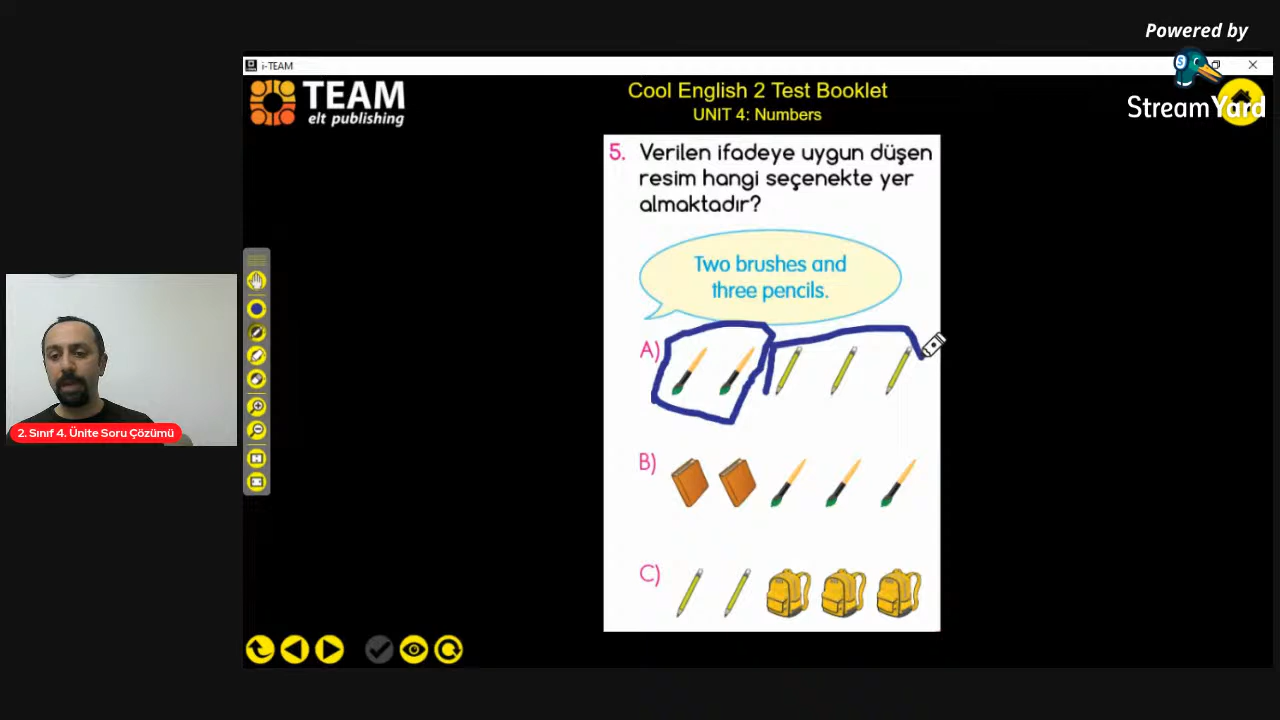 Powered by
StreamYard
i-TEAM
TEAM
elt publishing
Cool English 2 Test Booklet
UNIT 4: Numbers
5. Verilen ifadeye uygun düşen
resim hangi seçenekte yer
almaktadır?
Two brushes and
three pencils.
A)
B)
C)
2. Sınıf 4. Ünite Soru Çözümü